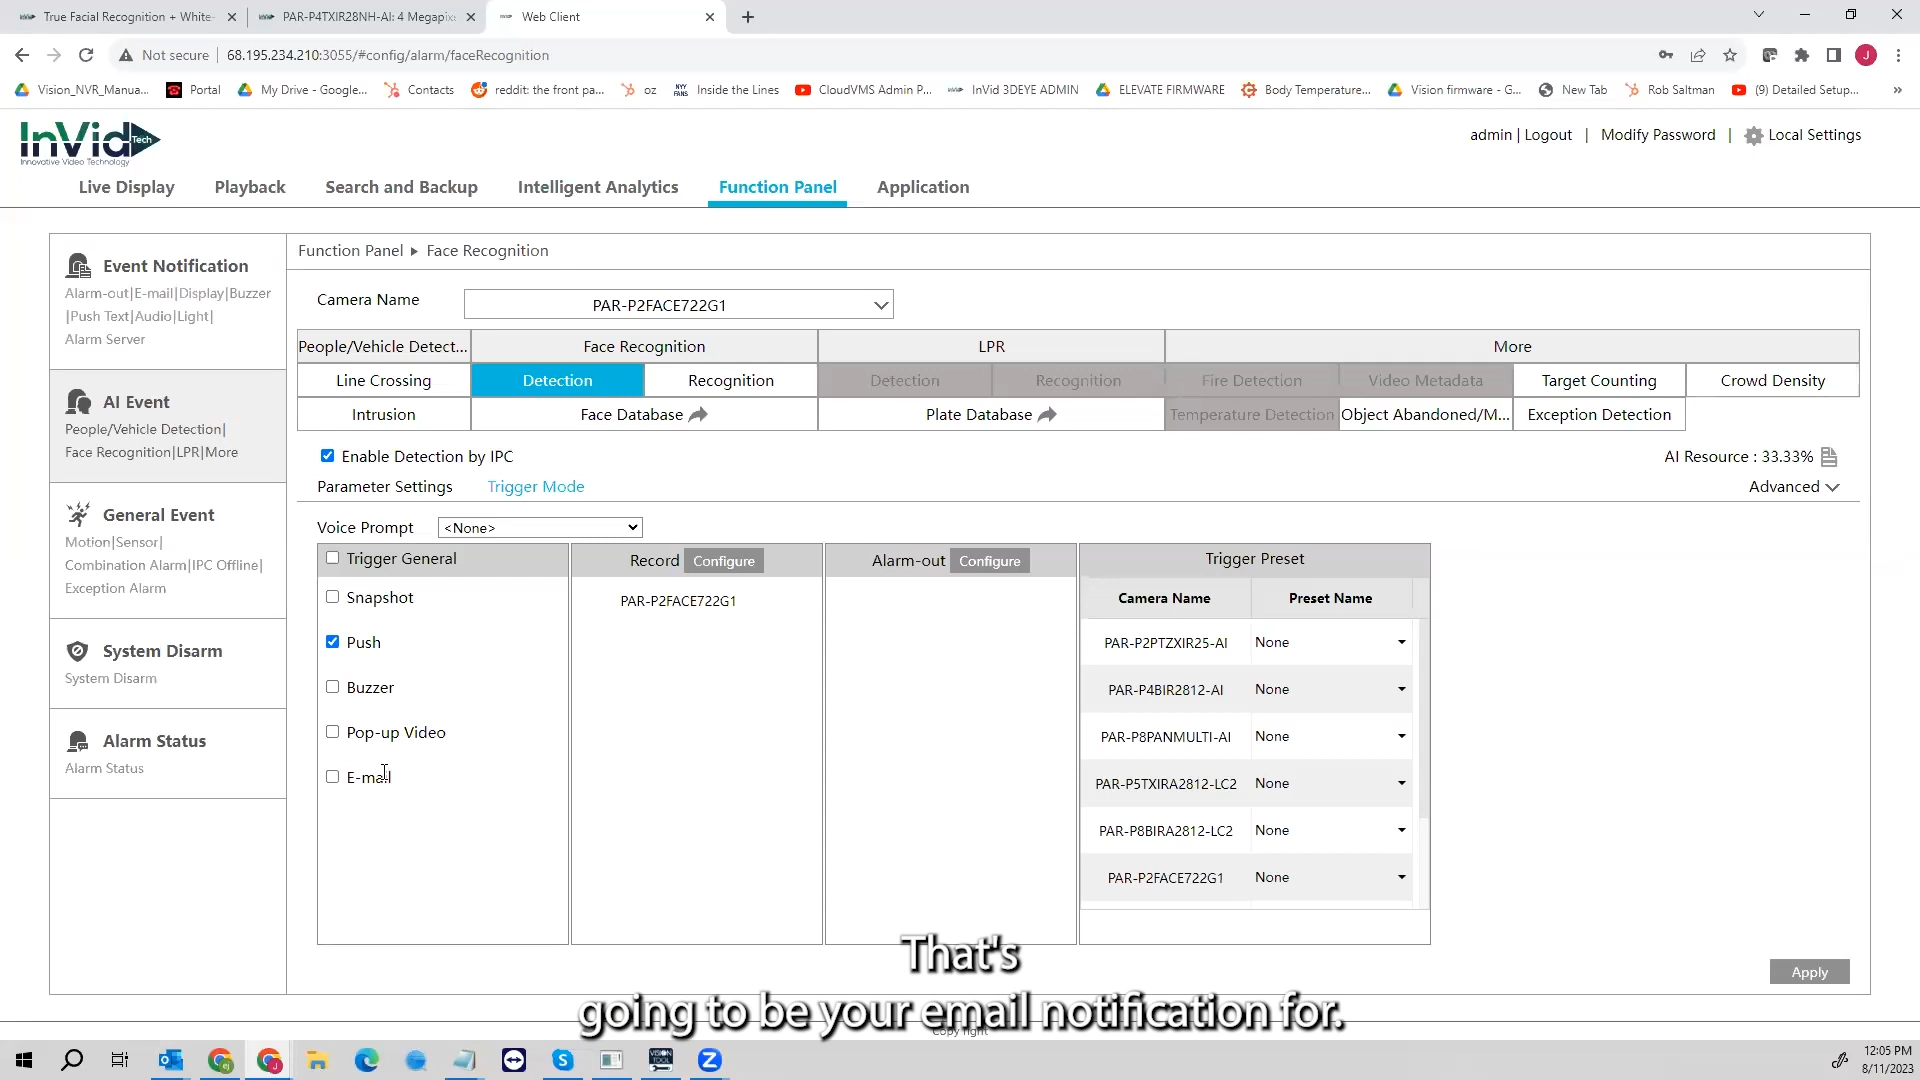 True Facial Recognition + White-
PAR-P4TXIR28NH-AI: 4 Megapix
Web Client
Not secure
68.195.234.210:3055/#config/alarm/faceRecognition
Vision_NVR_Manua...
Portal
My Drive - Google...
Contacts
reddit: the front pa...
oz
NYY FANS
Inside the Lines
CloudVMS Admin P...
InVid 3DEYE ADMIN
ELEVATE FIRMWARE
Body Temperature...
Vision firmware - G...
New Tab
Rob Saltman
(9) Detailed Setup...
»
J
InVid Tech
Innovative Video Technology
admin | Logout | Modify Password | Local Settings
Live Display
Playback
Search and Backup
Intelligent Analytics
Function Panel
Application
Event Notification
Alarm-out|E-mail|Display|Buzzer
|Push Text|Audio|Light|
Alarm Server
AI Event
People/Vehicle Detection|
Face Recognition|LPR|More
General Event
Motion|Sensor|
Combination Alarm|IPC Offline|
Exception Alarm
System Disarm
System Disarm
Alarm Status
Alarm Status
Function Panel ▸ Face Recognition
Camera Name
PAR-P2FACE722G1
People/Vehicle Detect...
Face Recognition
LPR
More
Line Crossing
Detection
Recognition
Detection
Recognition
Fire Detection
Video Metadata
Target Counting
Crowd Density
Intrusion
Face Database
Plate Database
Temperature Detection
Object Abandoned/M...
Exception Detection
Enable Detection by IPC
AI Resource : 33.33%
Parameter Settings
Trigger Mode
Advanced
Voice Prompt
<None>
Trigger General
Snapshot
Push
Buzzer
Pop-up Video
E-mail
Record
Configure
PAR-P2FACE722G1
Alarm-out
Configure
Trigger Preset
Camera Name
Preset Name
PAR-P2PTZXIR25-AI
None
PAR-P4BIR2812-AI
None
PAR-P8PANMULTI-AI
None
PAR-P5TXIRA2812-LC2
None
PAR-P8BIRA2812-LC2
None
PAR-P2FACE722G1
None
Apply
That's
going to be your email notification for.
Copy right
VISION TOOL
12:05 PM
8/11/2023